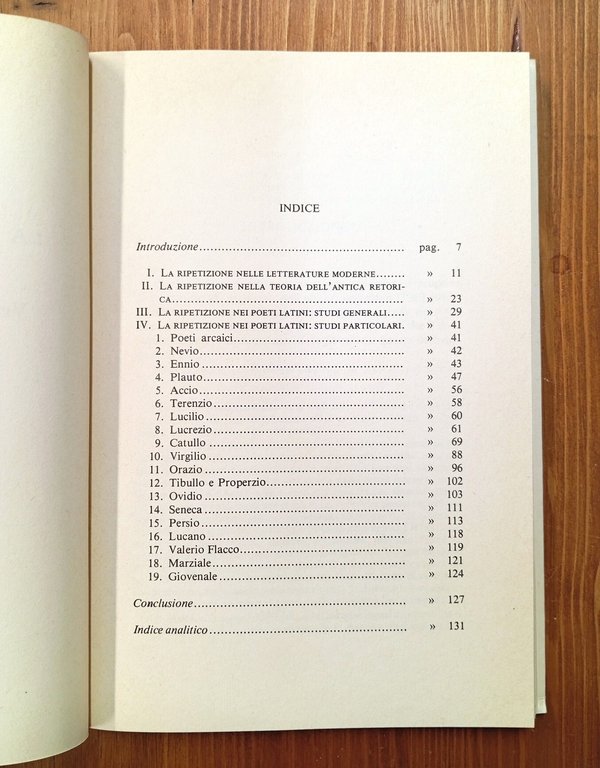 INDICE
Introduzione................................................... pag. 7
I. La ripetizione nelle letterature moderne....... » 11
II. La ripetizione nella teoria dell'antica retori-
ca......................................................... » 23
III. La ripetizione nei poeti latini: studi generali..... » 29
IV. La ripetizione nei poeti latini: studi particolari. » 41
1. Poeti arcaici........................................... » 41
2. Nevio.................................................... » 42
3. Ennio.................................................... » 43
4. Plauto................................................... » 47
5. Accio.................................................... » 56
6. Terenzio................................................ » 58
7. Lucilio................................................... » 60
8. Lucrezio................................................ » 61
9. Catullo.................................................. » 69
10. Virgilio.................................................. » 88
11. Orazio................................................... » 96
12. Tibullo e Properzio.................................. » 102
13. Ovidio................................................... » 103
14. Seneca................................................... » 111
15. Persio.................................................... » 113
16. Lucano.................................................. » 118
17. Valerio Flacco......................................... » 119
18. Marziale................................................ » 121
19. Giovenale............................................... » 124
Conclusione..................................................... » 127
Indice analitico................................................. » 131